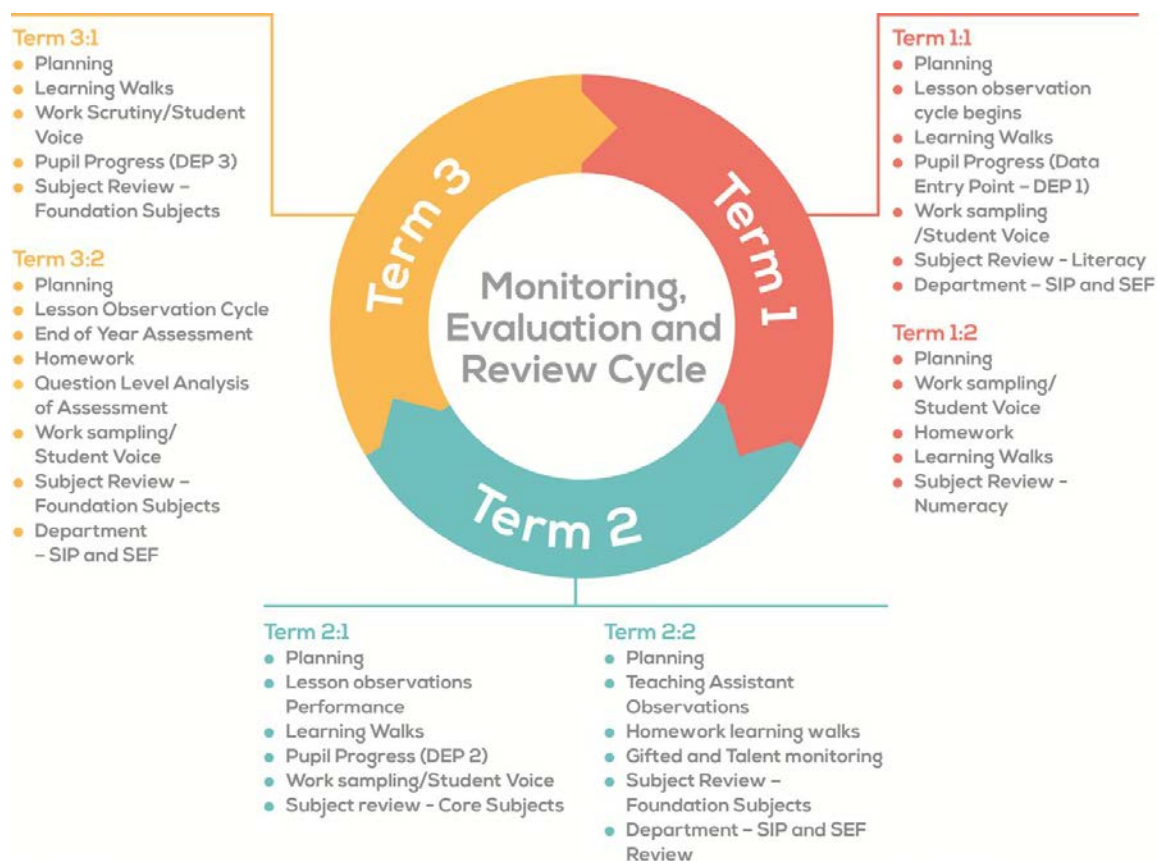 Term 3:1
Planning
Learning Walks
Work Scrutiny/Student
Voice
Pupil Progress (DEP 3)
Subject Review –
Foundation Subjects
Term 3:2
Planning
Lesson Observation Cycle
End of Year Assessment
Homework
Question Level Analysis
of Assessment
Work sampling/
Student Voice
Subject Review –
Foundation Subjects
Department
– SIP and SEF
Term 3
Term 1
Term 2
Monitoring,
Evaluation and
Review Cycle
Term 1:1
Planning
Lesson observation
cycle begins
Learning Walks
Pupil Progress (Data
Entry Point – DEP 1)
Work sampling
/Student Voice
Subject Review - Literacy
Department – SIP and SEF
Term 1:2
Planning
Work sampling/
Student Voice
Homework
Learning Walks
Subject Review -
Numeracy
Term 2:1
Planning
Lesson observations
Performance
Learning Walks
Pupil Progress (DEP 2)
Work sampling/Student Voice
Subject review - Core Subjects
Term 2:2
Planning
Teaching Assistant
Observations
Homework learning walks
Gifted and Talent monitoring
Subject Review –
Foundation Subjects
Department – SIP and SEF
Review